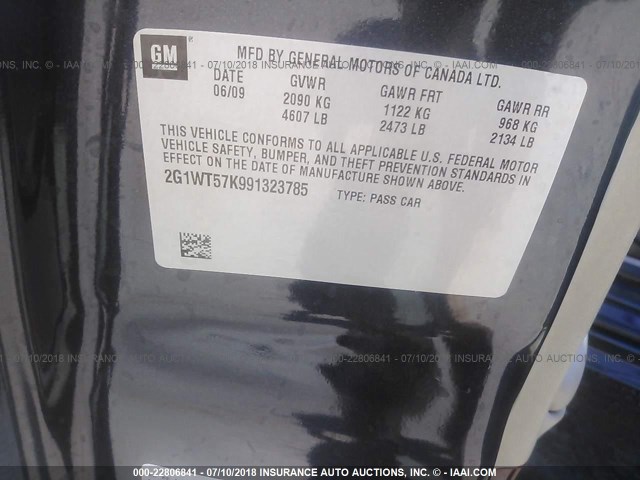 GM
MFD BY GENERAL MOTORS OF CANADA LTD.
DATE GVWR GAWR FRT GAWR RR
06/09 2090 KG 1122 KG 968 KG
4607 LB 2473 LB 2134 LB
THIS VEHICLE CONFORMS TO ALL APPLICABLE U.S. FEDERAL MOTOR
VEHICLE SAFETY, BUMPER, AND THEFT PREVENTION STANDARDS IN
EFFECT ON THE DATE OF MANUFACTURE SHOWN ABOVE.
2G1WT57K991323785 TYPE: PASS CAR
000-22806841 - 07/10/2018 INSURANCE AUTO AUCTIONS, INC. - © - IAAI.COM